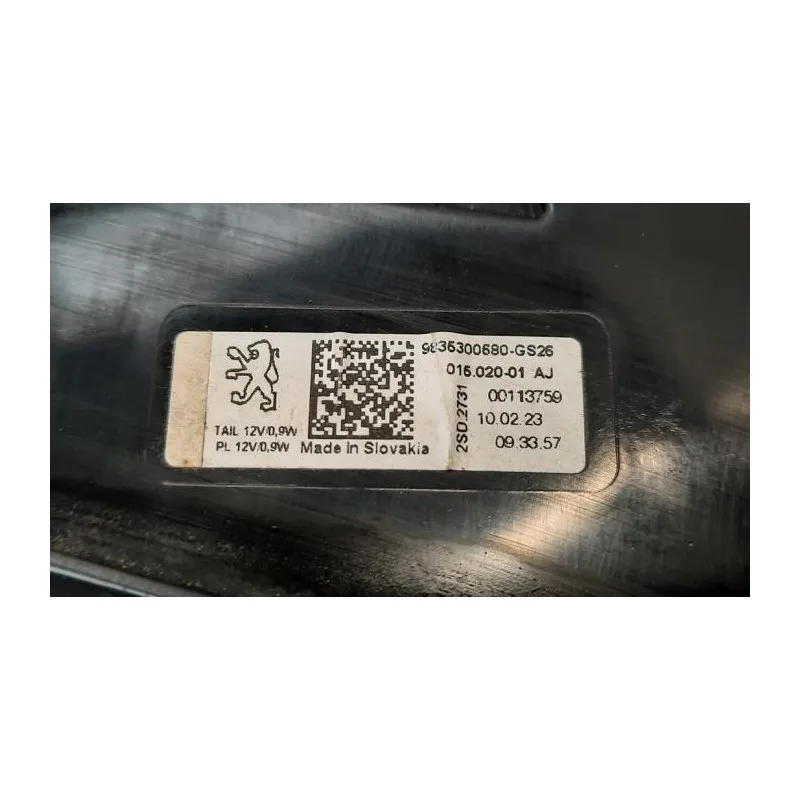 9835300680-GS26
015.020-01 AJ
00113759
10.02.23
09.33.57
2SD.2731
TAIL 12V/0,9W
PL 12V/0,9W
Made in Slovakia